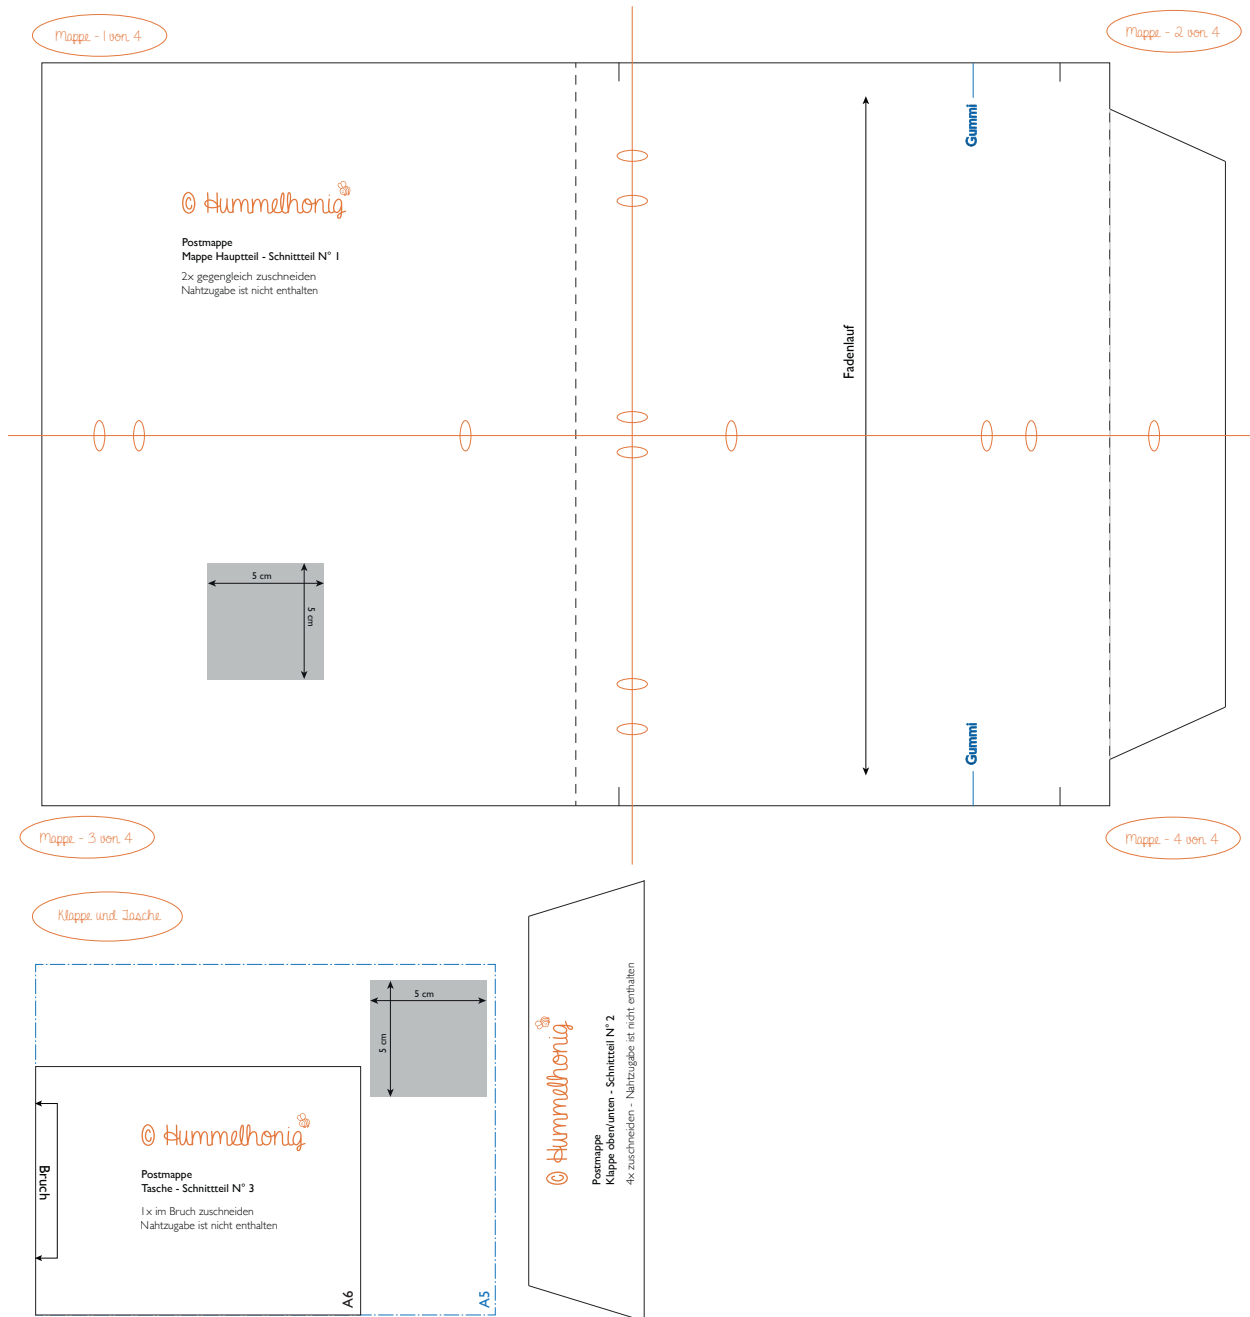 Mappe - 1 von 4
Mappe - 2 von 4
Gummi
© Hummelhonig
Postmappe
Mappe Hauptteil - Schnittteil N° 1
2x gegengleich zuschneiden
Nahtzugabe ist nicht enthalten
Fadenlauf
5 cm
5 cm
Gummi
Mappe - 3 von 4
Mappe - 4 von 4
Klappe und Tasche
5 cm
5 cm
© Hummelhonig
Postmappe
Tasche - Schnittteil N° 3
1x im Bruch zuschneiden
Nahtzugabe ist nicht enthalten
Bruch
A6
A5
© Hummelhonig
Postmappe
Klappe oben/unten - Schnittteil N° 2
4x zuschneiden - Nahtzugabe ist nicht enthalten